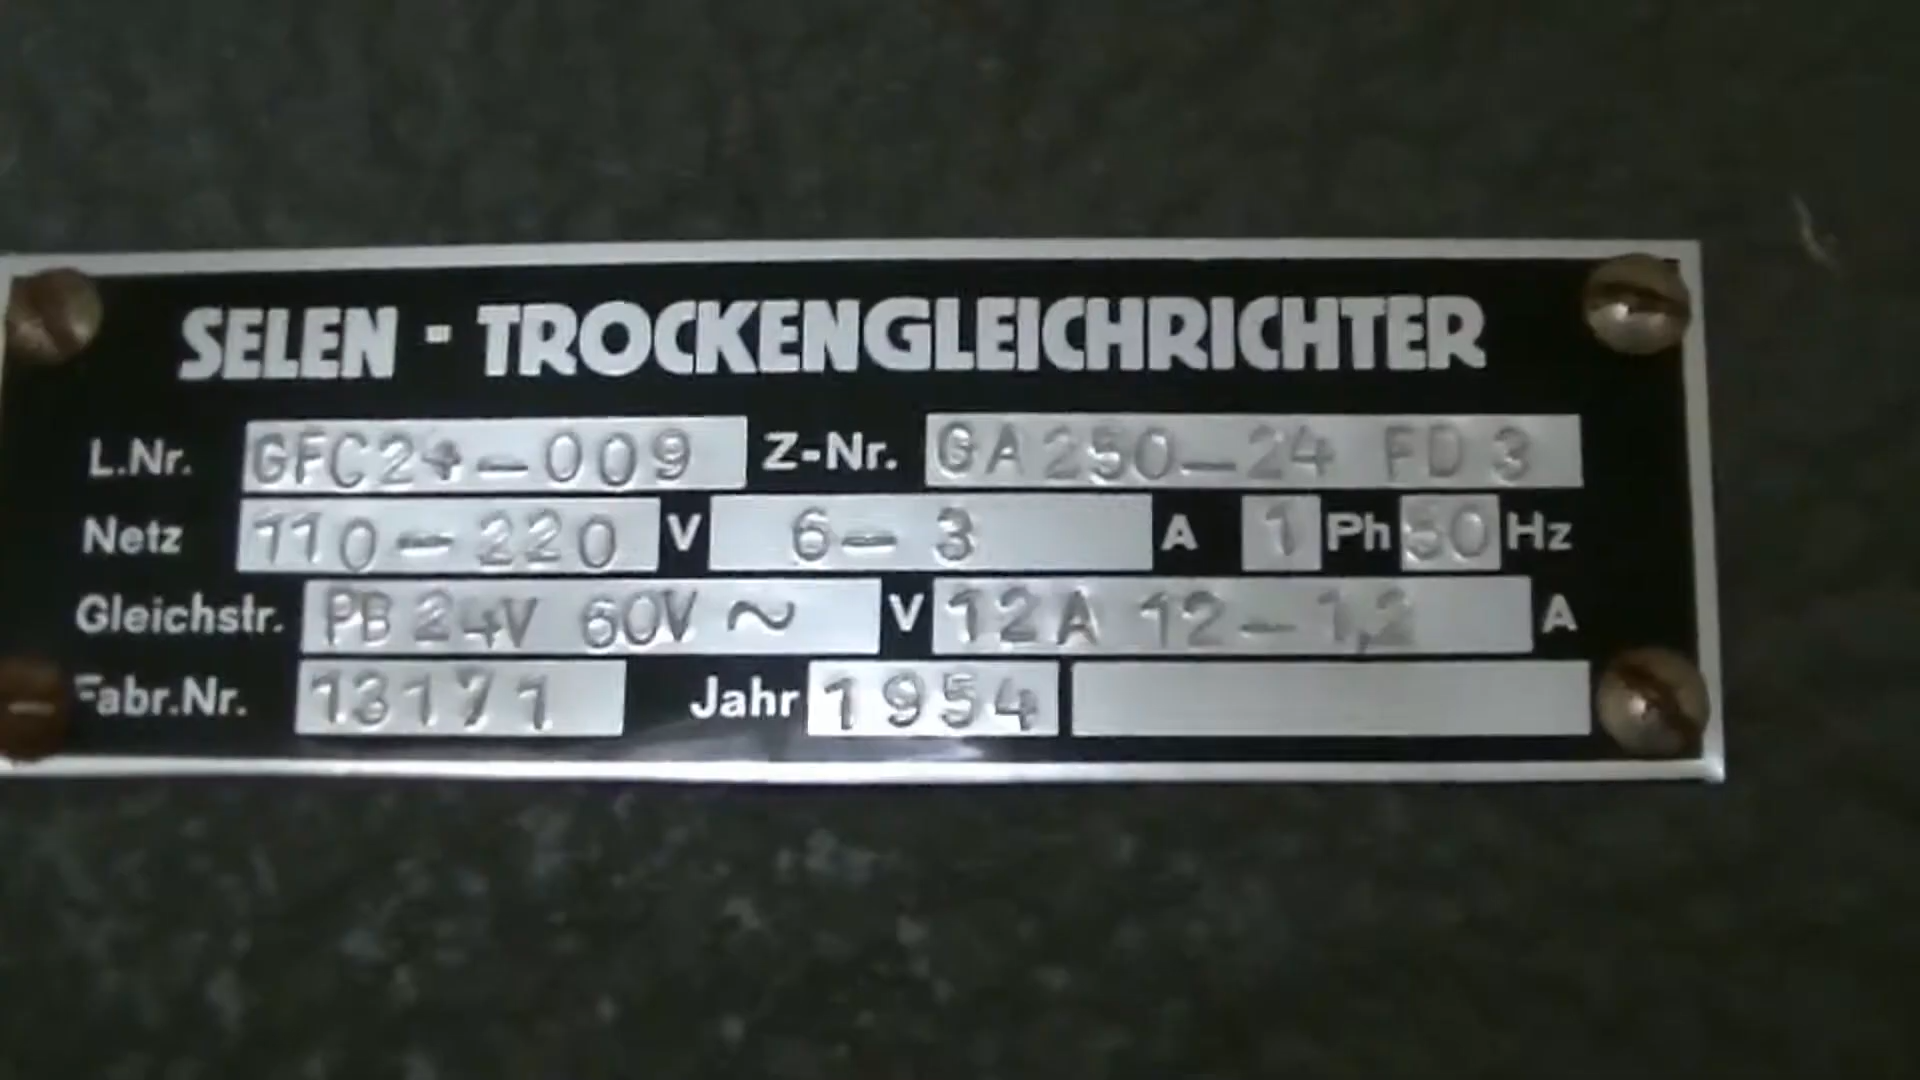 SELEN - TROCKENGLEICHRICHTER
L.Nr. GFC24-009 Z-Nr. GA250-24 FD3
Netz 110-220 V 6-3 A 1 Ph 50 Hz
Gleichstr. PB 24V 60V ~ V 12A 12-1,2 A
Fabr.Nr. 13171 Jahr 1954